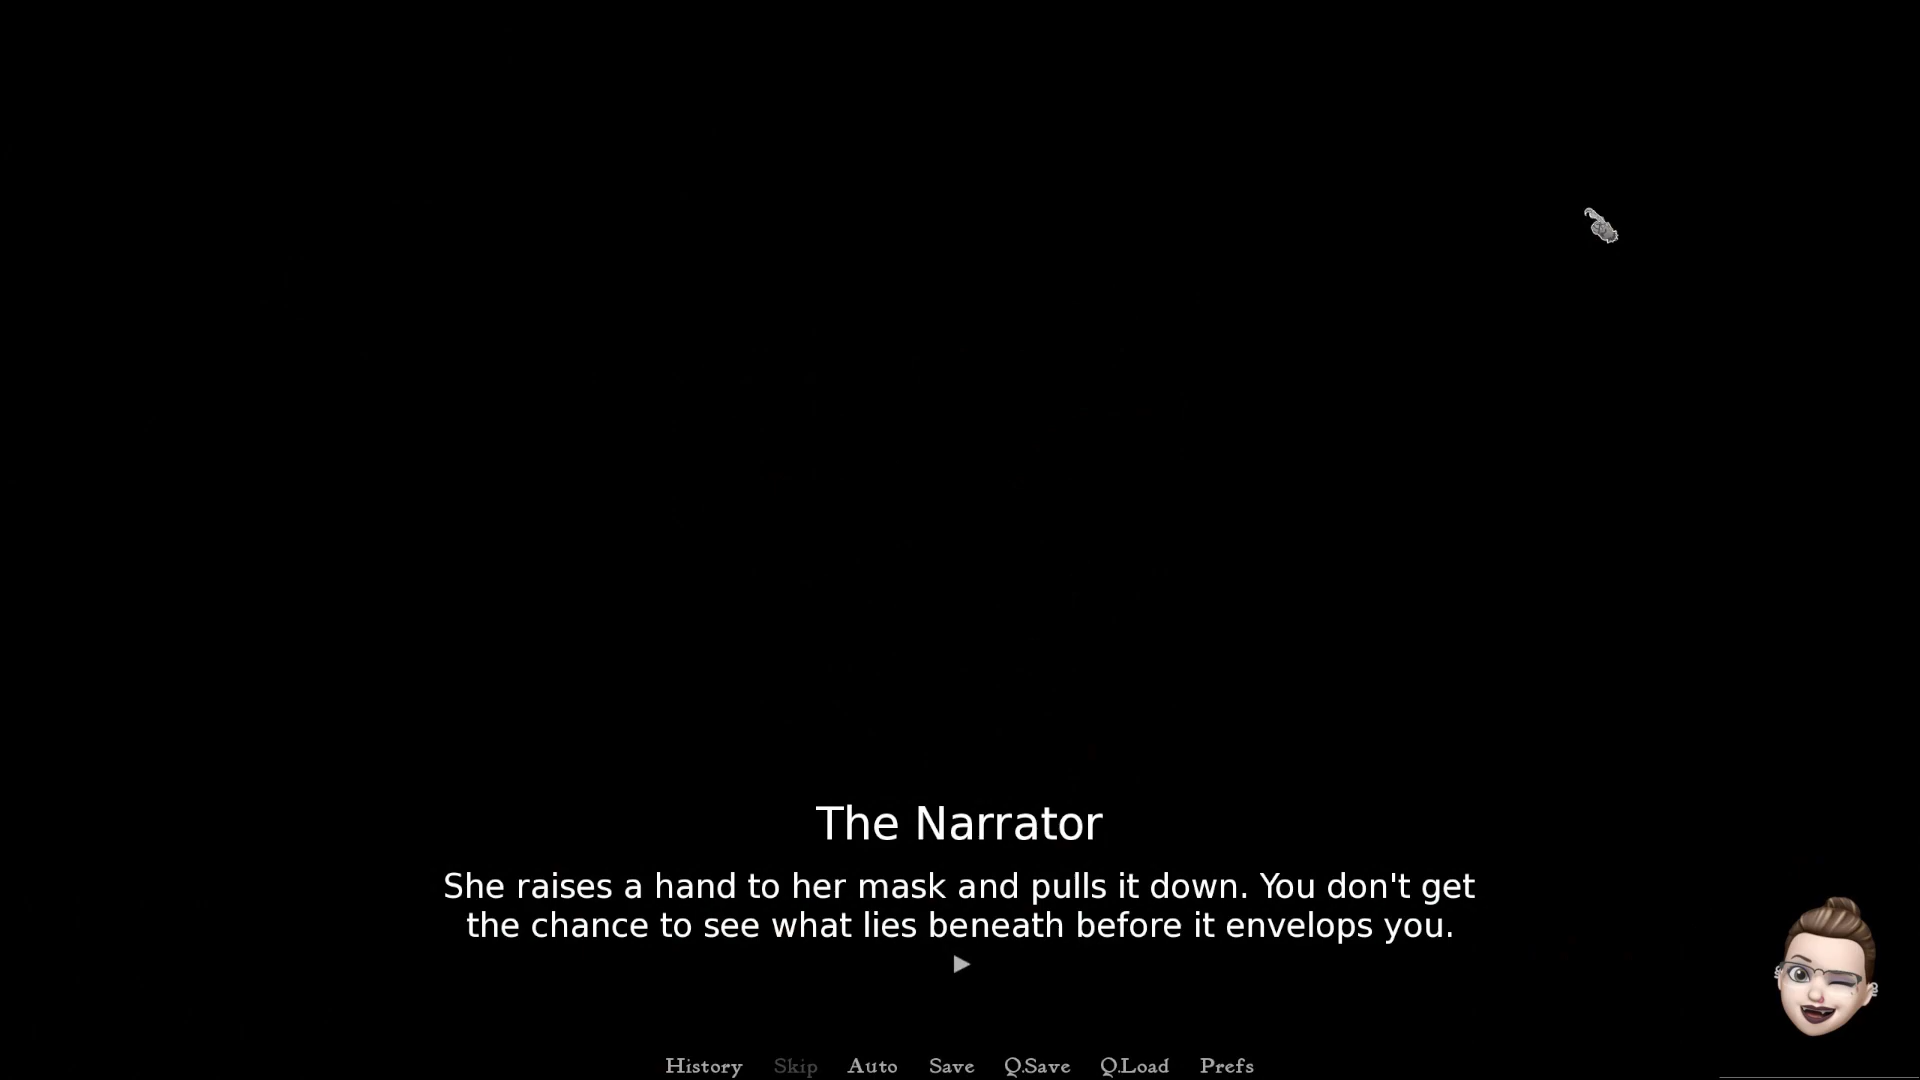 The Narrator
She raises a hand to her mask and pulls it down. You don't get
the chance to see what lies beneath before it envelops you.
History Skip Auto Save Q.Save Q.Load Prefs